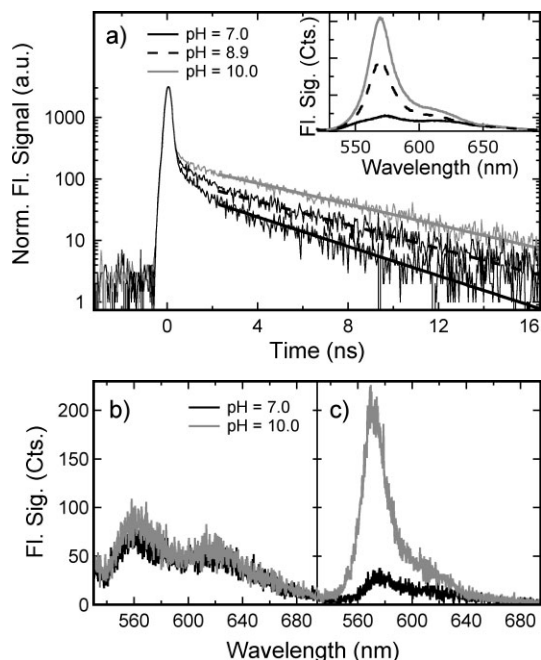 a)
pH = 7.0
pH = 8.9
pH = 10.0
Norm. Fl. Signal (a.u.)
1000
100
10
1
0 4 8 12 16
Time (ns)
Fl. Sig. (Cts.)
550 600 650
Wavelength (nm)
b)
pH = 7.0
pH = 10.0
c)
Fl. Sig. (Cts.)
200
150
100
50
0
560 600 640 680 560 600 640 680
Wavelength (nm)